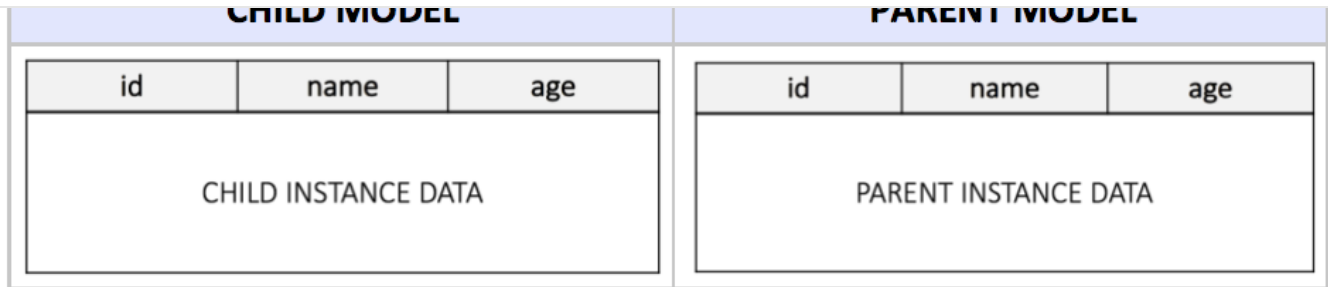 CHILD MODEL PARENT MODEL
id name age id name age
CHILD INSTANCE DATA PARENT INSTANCE DATA